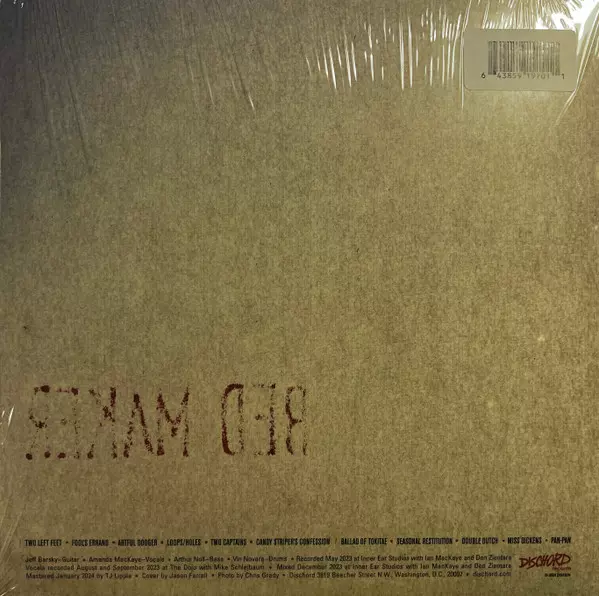 6 43859 19701 1
BED MAKER
TWO LEFT FEET • FOOL'S ERRAND • ARTFUL DODGER • LOOPS/HOLES • TWO CAPTAINS • CANDY STRIPER'S CONFESSION / BALLAD OF TOKITAE • SEASONAL RESTITUTION • DOUBLE DUTCH • MISS DICKENS • PAN-PAN
Jeff Barsky–Guitar • Amanda MacKaye–Vocals • Arthur Noll–Bass • Vin Novara–Drums • Recorded May 2023 at Inner Ear Studios with Ian MacKaye and Don Zientara
Vocals recorded August and September 2023 at The Dojo with Mike Schleibaum • Mixed December 2023 at Inner Ear Studios with Ian MacKaye and Don Zientara
Mastered January 2024 by TJ Lipple • Cover by Jason Farrell • Photo by Chris Grady • Dischord 3819 Beecher Street N.W., Washington, D.C., 20007 • dischord.com
DISCHORD